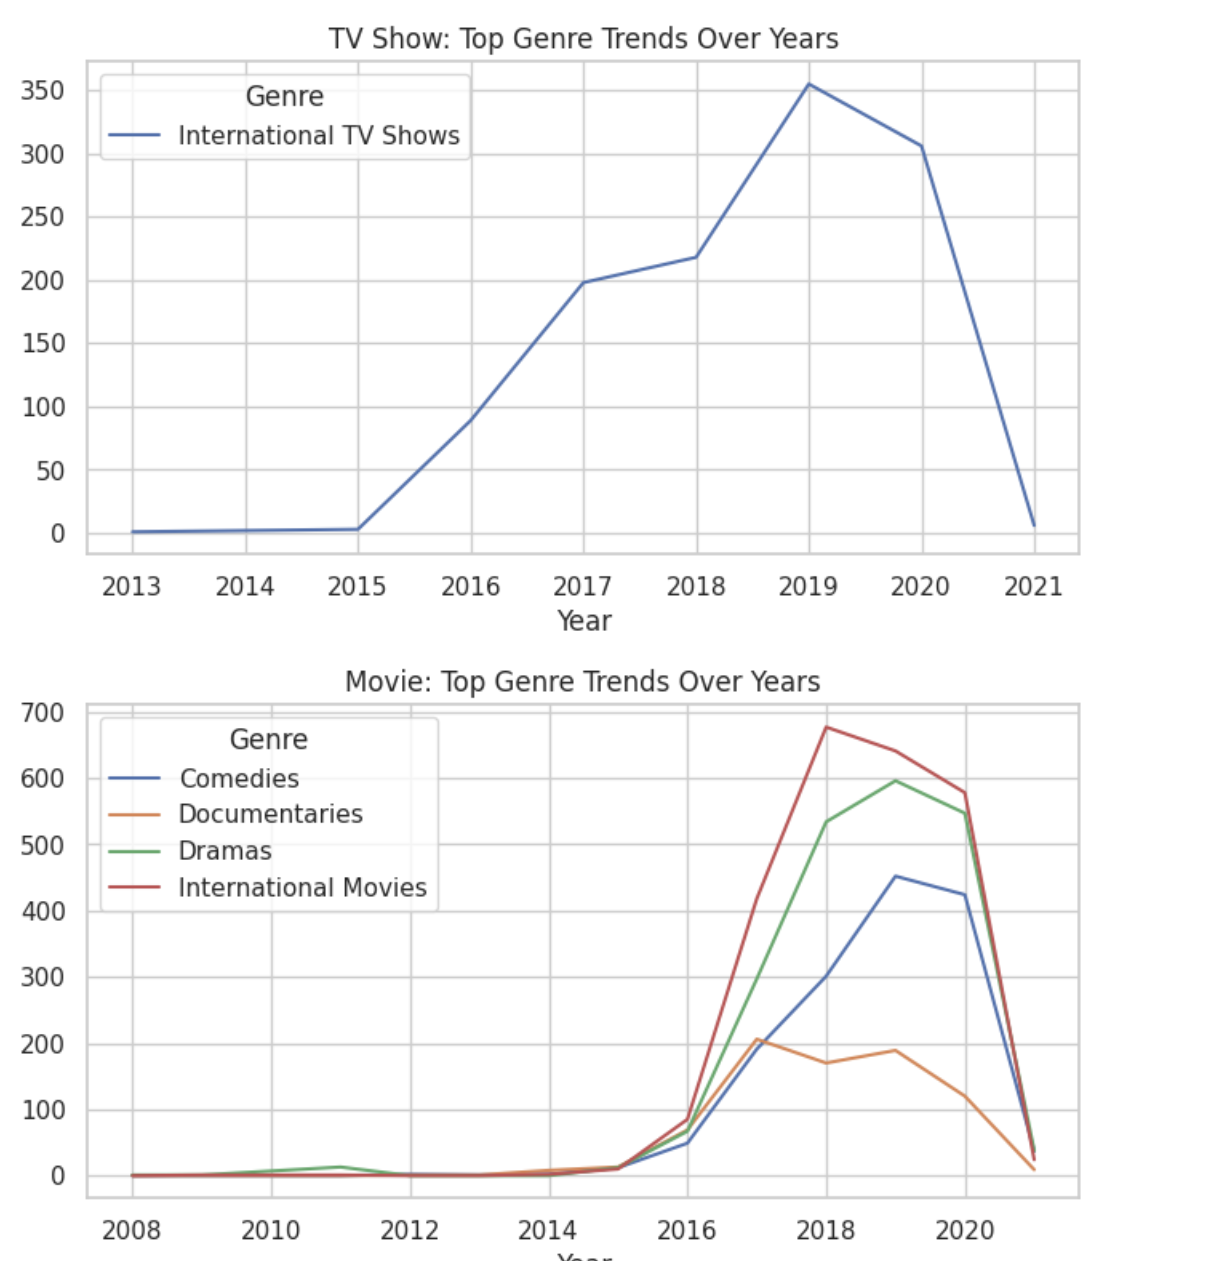 TV Show: Top Genre Trends Over Years
350
300
250
200
150
100
50
0
Genre
International TV Shows
2013 2014 2015 2016 2017 2018 2019 2020 2021
Year
Movie: Top Genre Trends Over Years
700
600
500
400
300
200
100
0
Genre
Comedies
Documentaries
Dramas
International Movies
2008 2010 2012 2014 2016 2018 2020
Year